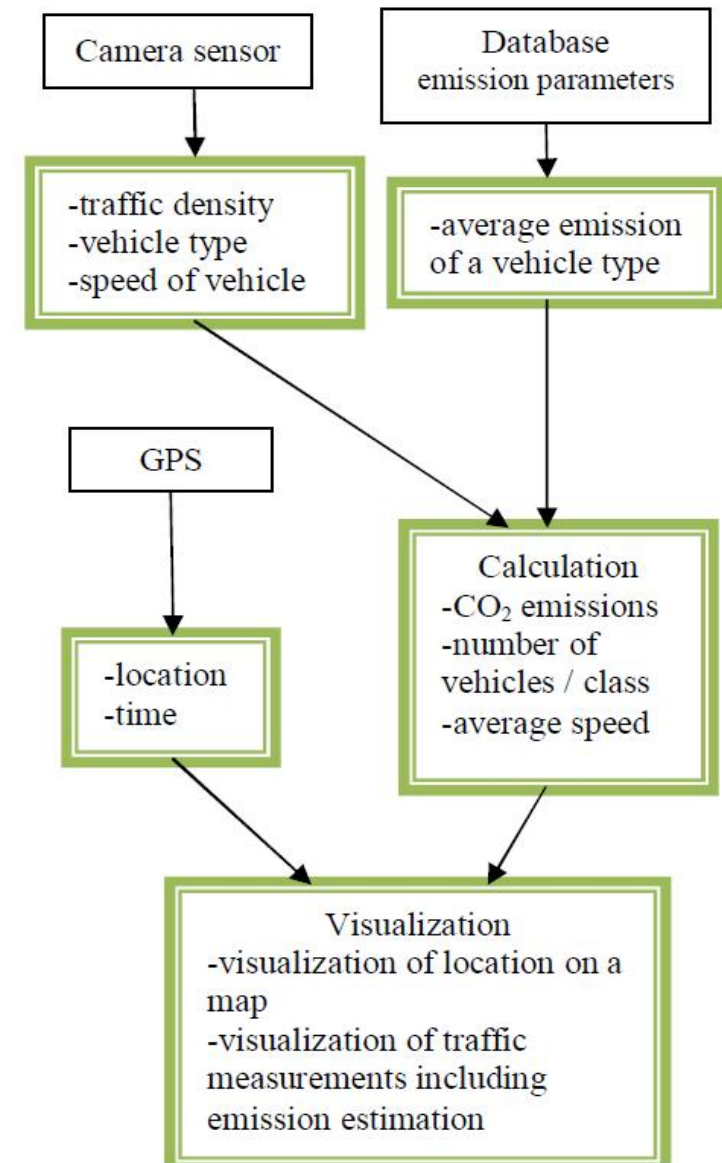 Camera sensor
Database
emission parameters
-traffic density
-vehicle type
-speed of vehicle
-average emission
of a vehicle type
GPS
-location
-time
Calculation
-CO₂ emissions
-number of
vehicles / class
-average speed
Visualization
-visualization of location on a
map
-visualization of traffic
measurements including
emission estimation